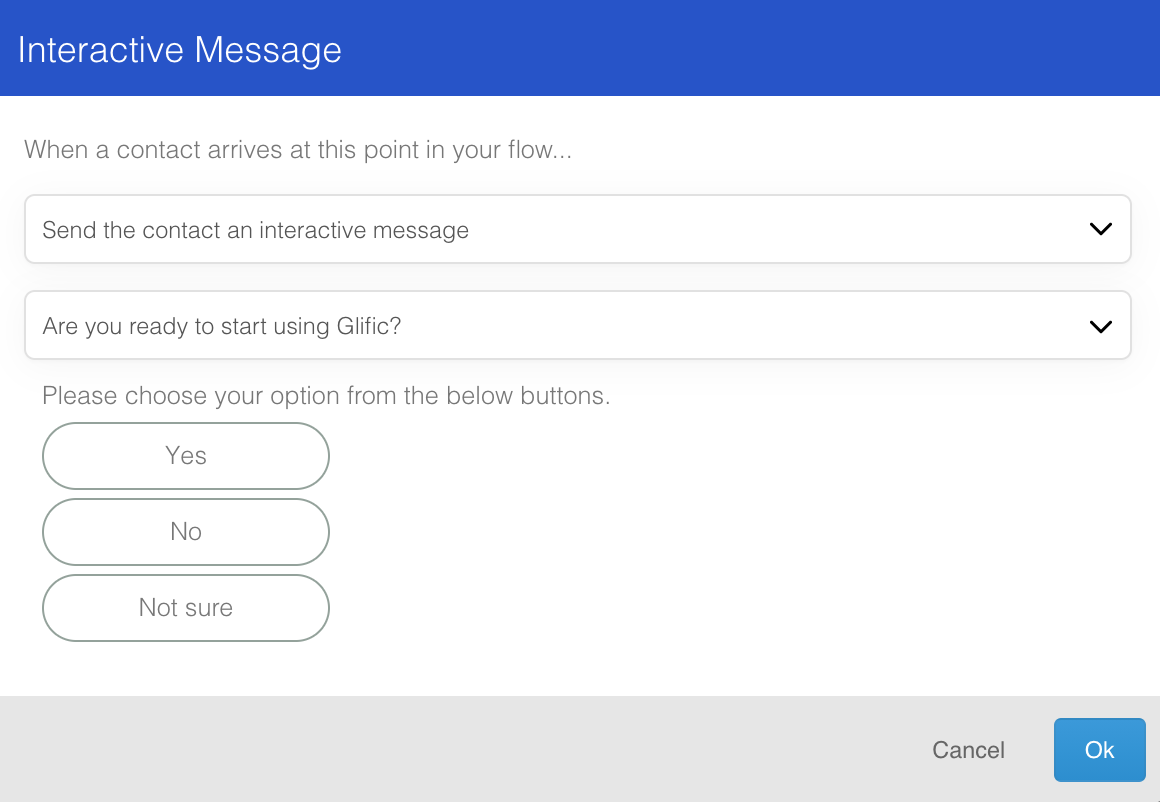 Interactive Message
When a contact arrives at this point in your flow...
Send the contact an interactive message
Are you ready to start using Glific?
Please choose your option from the below buttons.
Yes
No
Not sure
Cancel
Ok